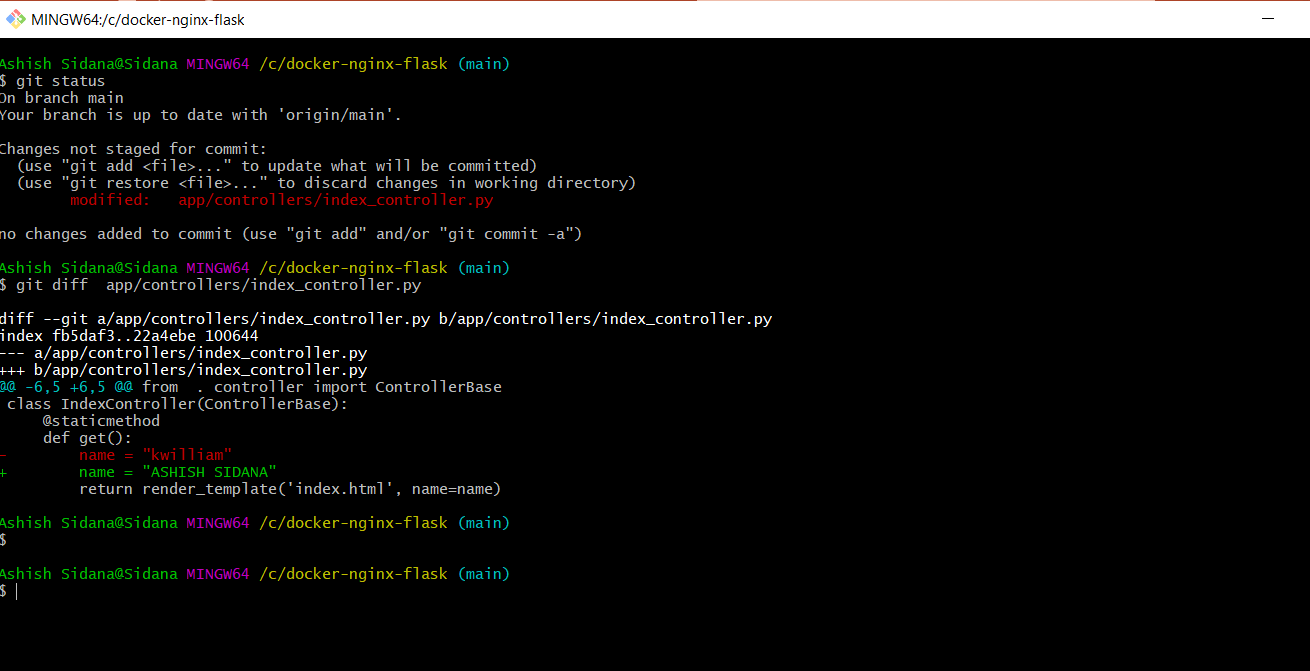 MINGW64:/c/docker-nginx-flask
Ashish Sidana@Sidana MINGW64 /c/docker-nginx-flask (main)
$ git status
On branch main
Your branch is up to date with 'origin/main'.
Changes not staged for commit:
  (use "git add <file>..." to update what will be committed)
  (use "git restore <file>..." to discard changes in working directory)
        modified:   app/controllers/index_controller.py
no changes added to commit (use "git add" and/or "git commit -a")
Ashish Sidana@Sidana MINGW64 /c/docker-nginx-flask (main)
$ git diff  app/controllers/index_controller.py
diff --git a/app/controllers/index_controller.py b/app/controllers/index_controller.py
index fb5daf3..22a4ebe 100644
--- a/app/controllers/index_controller.py
+++ b/app/controllers/index_controller.py
@@ -6,5 +6,5 @@ from  . controller import ControllerBase
 class IndexController(ControllerBase):
     @staticmethod
     def get():
-        name = "kwilliam"
+        name = "ASHISH SIDANA"
         return render_template('index.html', name=name)
Ashish Sidana@Sidana MINGW64 /c/docker-nginx-flask (main)
$
Ashish Sidana@Sidana MINGW64 /c/docker-nginx-flask (main)
$